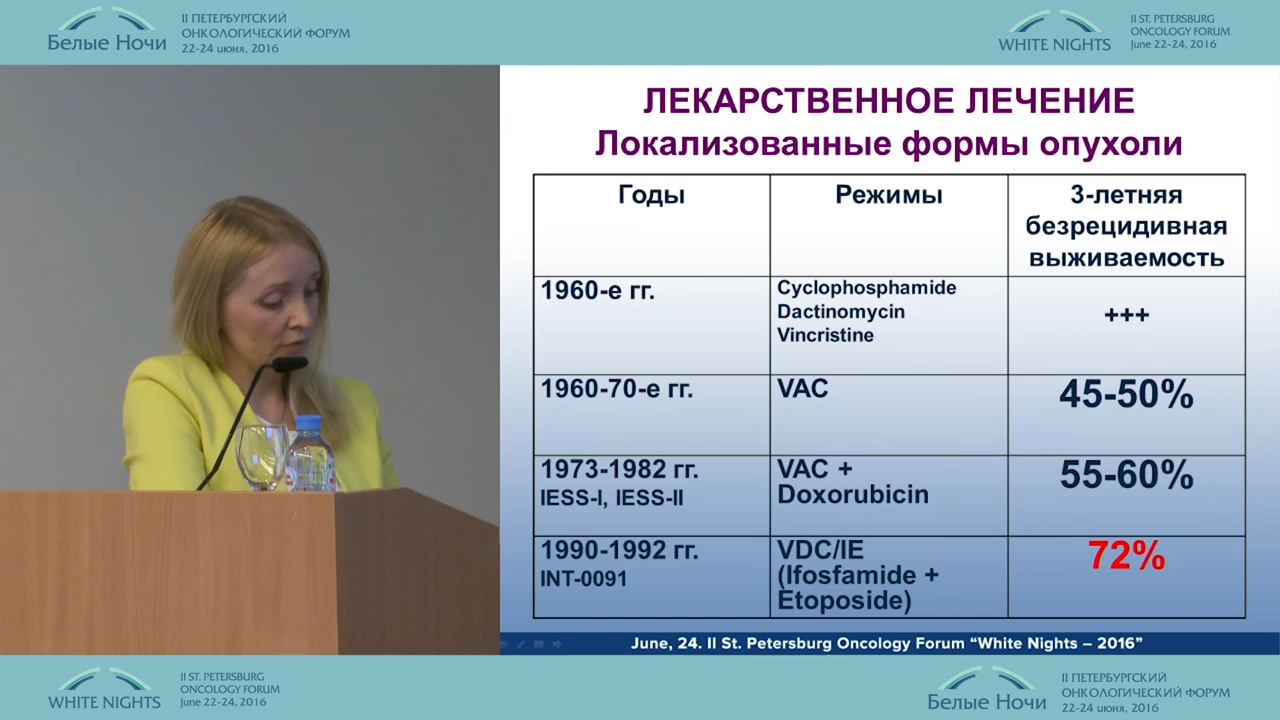 Белые Ночи
II ПЕТЕРБУРГСКИЙ
ОНКОЛОГИЧЕСКИЙ ФОРУМ
22-24 июня, 2016
WHITE NIGHTS
II ST. PETERSBURG
ONCOLOGY FORUM
June 22-24, 2016
ЛЕКАРСТВЕННОЕ ЛЕЧЕНИЕ
Локализованные формы опухоли
Годы
Режимы
3-летняя
безрецидивная
выживаемость
1960-е гг.
Cyclophosphamide
Dactinomycin
Vincristine
+++
1960-70-е гг.
VAC
45-50%
1973-1982 гг.
IESS-I, IESS-II
VAC +
Doxorubicin
55-60%
1990-1992 гг.
INT-0091
VDC/IE
(Ifosfamide +
Etoposide)
72%
June, 24. II St. Petersburg Oncology Forum “White Nights – 2016”
WHITE NIGHTS
II ST. PETERSBURG
ONCOLOGY FORUM
June 22-24, 2016
Белые Ночи
II ПЕТЕРБУРГСКИЙ
ОНКОЛОГИЧЕСКИЙ ФОРУМ
22-24 июня, 2016